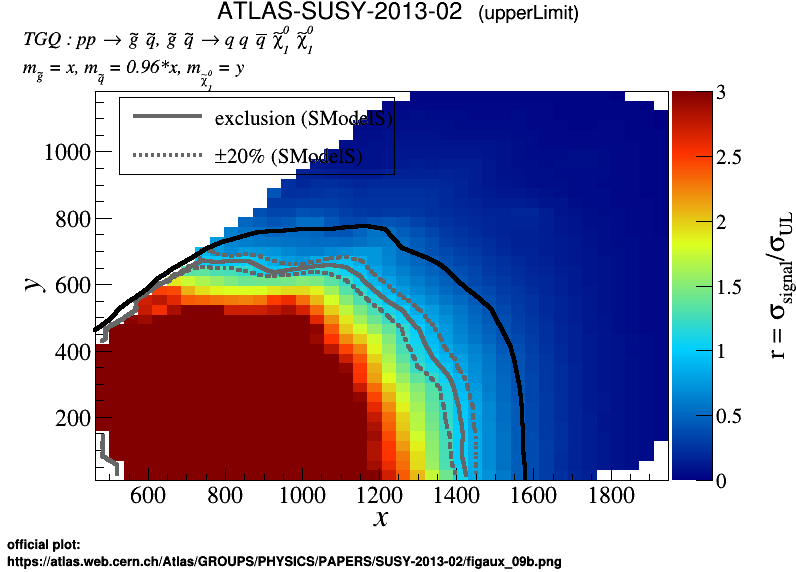 ATLAS-SUSY-2013-02 (upperLimit)
TGQ : pp → g̃ q̃, g̃ q̃ → q q q̅ χ̃₁⁰ χ̃₁⁰
m_g̃ = x, m_q̃ = 0.96*x, m_χ̃₁⁰ = y
exclusion (SModelS)
±20% (SModelS)
1000
800
600
400
200
y
600
800
1000
1200
1400
1600
1800
x
3
2.5
2
1.5
1
0.5
0
r = σ_signal/σ_UL
official plot:
https://atlas.web.cern.ch/Atlas/GROUPS/PHYSICS/PAPERS/SUSY-2013-02/figaux_09b.png